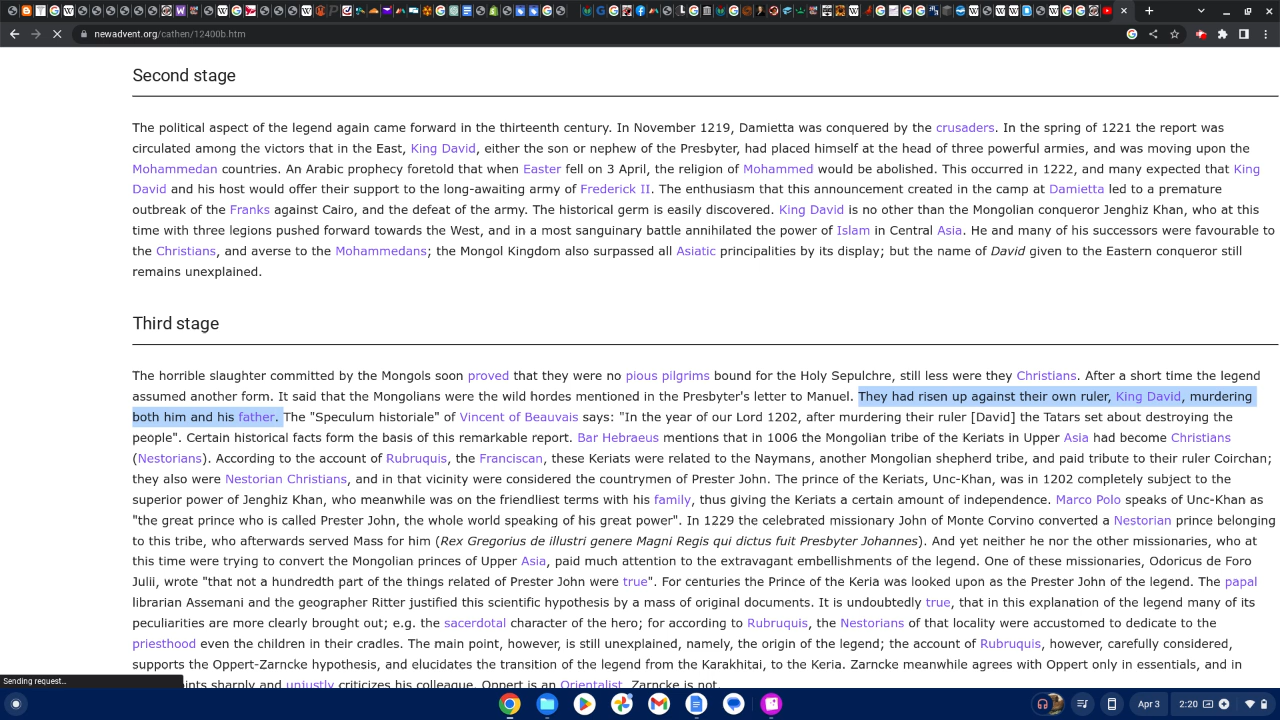 newadvent.org/cathen/12400b.htm
Second stage
The political aspect of the legend again came forward in the thirteenth century. In November 1219, Damietta was conquered by the crusaders. In the spring of 1221 the report was
circulated among the victors that in the East, King David, either the son or nephew of the Presbyter, had placed himself at the head of three powerful armies, and was moving upon the
Mohammedan countries. An Arabic prophecy foretold that when Easter fell on 3 April, the religion of Mohammed would be abolished. This occurred in 1222, and many expected that King
David and his host would offer their support to the long-awaiting army of Frederick II. The enthusiasm that this announcement created in the camp at Damietta led to a premature
outbreak of the Franks against Cairo, and the defeat of the army. The historical germ is easily discovered. King David is no other than the Mongolian conqueror Jenghiz Khan, who at this
time with three legions pushed forward towards the West, and in a most sanguinary battle annihilated the power of Islam in Central Asia. He and many of his successors were favourable to
the Christians, and averse to the Mohammedans; the Mongol Kingdom also surpassed all Asiatic principalities by its display; but the name of David given to the Eastern conqueror still
remains unexplained.
Third stage
The horrible slaughter committed by the Mongols soon proved that they were no pious pilgrims bound for the Holy Sepulchre, still less were they Christians. After a short time the legend
assumed another form. It said that the Mongolians were the wild hordes mentioned in the Presbyter's letter to Manuel. They had risen up against their own ruler, King David, murdering
both him and his father. The "Speculum historiale" of Vincent of Beauvais says: "In the year of our Lord 1202, after murdering their ruler [David] the Tatars set about destroying the
people". Certain historical facts form the basis of this remarkable report. Bar Hebraeus mentions that in 1006 the Mongolian tribe of the Keriats in Upper Asia had become Christians
(Nestorians). According to the account of Rubruquis, the Franciscan, these Keriats were related to the Naymans, another Mongolian shepherd tribe, and paid tribute to their ruler Coirchan;
they also were Nestorian Christians, and in that vicinity were considered the countrymen of Prester John. The prince of the Keriats, Unc-Khan, was in 1202 completely subject to the
superior power of Jenghiz Khan, who meanwhile was on the friendliest terms with his family, thus giving the Keriats a certain amount of independence. Marco Polo speaks of Unc-Khan as
"the great prince who is called Prester John, the whole world speaking of his great power". In 1229 the celebrated missionary John of Monte Corvino converted a Nestorian prince belonging
to this tribe, who afterwards served Mass for him (Rex Gregorius de illustri genere Magni Regis qui dictus fuit Presbyter Johannes). And yet neither he nor the other missionaries, who at
this time were trying to convert the Mongolian princes of Upper Asia, paid much attention to the extravagant embellishments of the legend. One of these missionaries, Odoricus de Foro
Julii, wrote "that not a hundredth part of the things related of Prester John were true". For centuries the Prince of the Keria was looked upon as the Prester John of the legend. The papal
librarian Assemani and the geographer Ritter justified this scientific hypothesis by a mass of original documents. It is undoubtedly true, that in this explanation of the legend many of its
peculiarities are more clearly brought out; e.g. the sacerdotal character of the hero; for according to Rubruquis, the Nestorians of that locality were accustomed to dedicate to the
priesthood even the children in their cradles. The main point, however, is still unexplained, namely, the origin of the legend; the account of Rubruquis, however, carefully considered,
supports the Oppert-Zarncke hypothesis, and elucidates the transition of the legend from the Karakhitai, to the Keria. Zarncke meanwhile agrees with Oppert only in essentials, and in
sharply and unjustly criticizes his colleague. Oppert is an Orientalist, Zarncke is not.
Sending request...
Apr 3 2:20